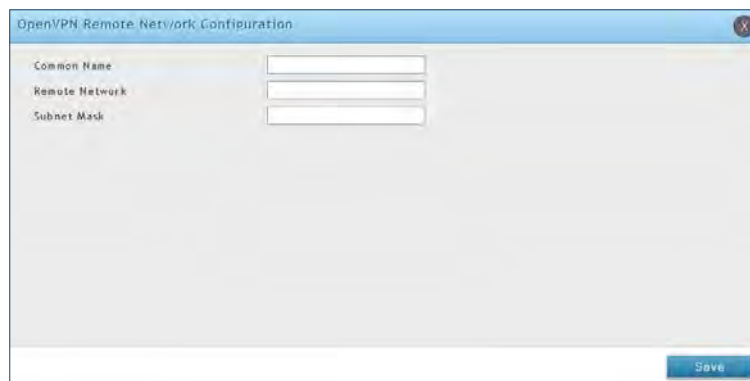 OpenVPN Remote Network Configuration
X
Common Name
Remote Network
Subnet Mask
Save